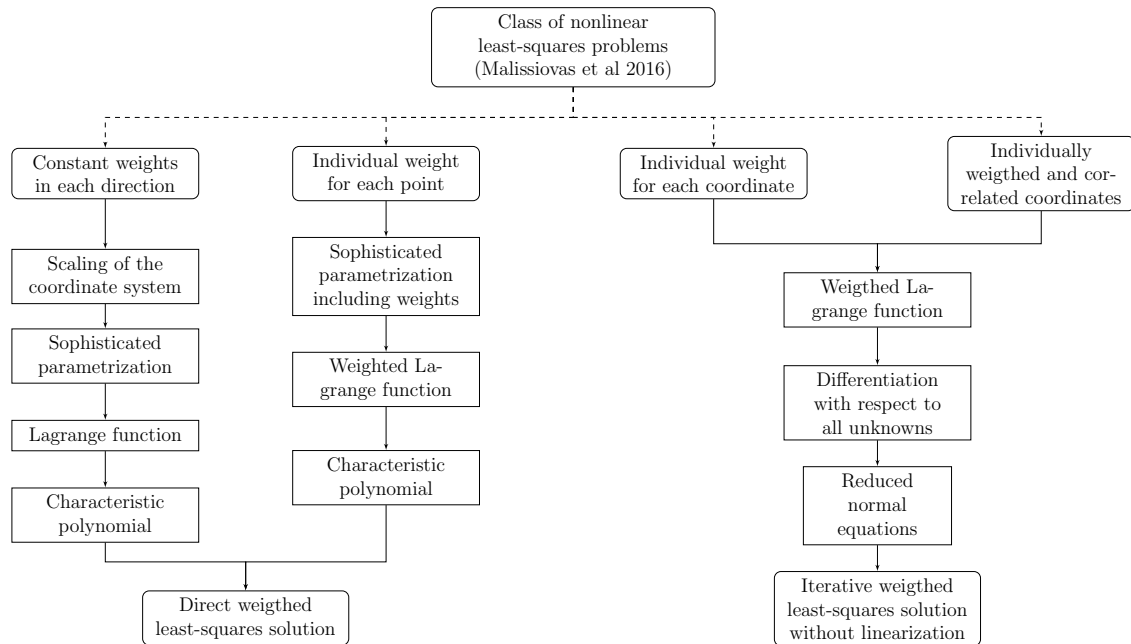 Class of nonlinear
least-squares problems
(Malissiovas et al 2016)
Constant weights
in each direction
Individual weight
for each point
Individual weight
for each coordinate
Individually
weigthed and cor-
related coordinates
Scaling of the
coordinate system
Sophisticated
parametrization
Lagrange function
Characteristic
polynomial
Sophisticated
parametrization
including weights
Weighted La-
grange function
Characteristic
polynomial
Direct weigthed
least-squares solution
Weigthed La-
grange function
Differentiation
with respect to
all unknowns
Reduced
normal
equations
Iterative weigthed
least-squares solution
without linearization